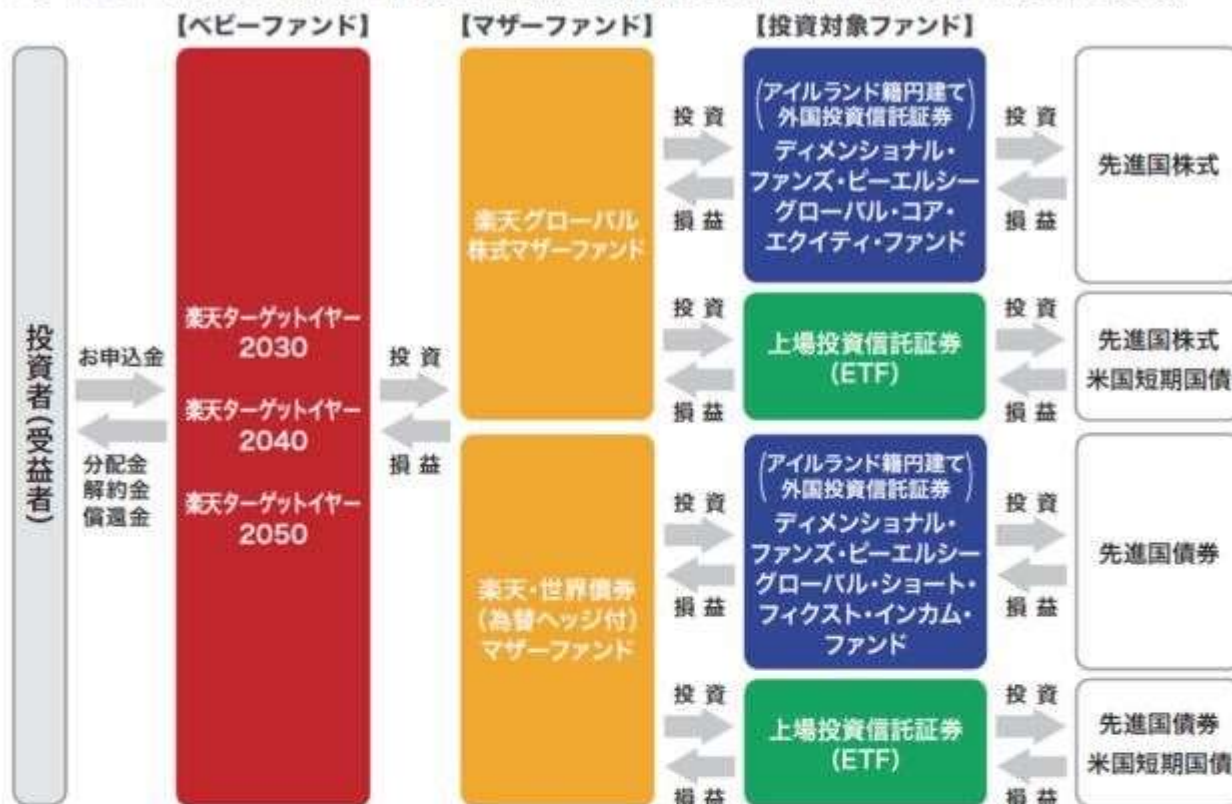 【ベビーファンド】
【マザーファンド】
【投資対象ファンド】
投資者(受益者)
お申込金
分配金
解約金
償還金
楽天ターゲットイヤー
2030
楽天ターゲットイヤー
2040
楽天ターゲットイヤー
2050
投資
損益
楽天グローバル
株式マザーファンド
投資
損益
(アイルランド籍円建て
外国投資信託証券)
ディメンショナル・
ファンズ・ピーエルシー
グローバル・コア・
エクイティ・ファンド
投資
損益
先進国株式
投資
損益
上場投資信託証券
(ETF)
投資
損益
先進国株式
米国短期国債
楽天・世界債券
(為替ヘッジ付)
マザーファンド
投資
損益
(アイルランド籍円建て
外国投資信託証券)
ディメンショナル・
ファンズ・ピーエルシー
グローバル・ショート・
フィクスト・インカム・
ファンド
投資
損益
先進国債券
投資
損益
上場投資信託証券
(ETF)
投資
損益
先進国債券
米国短期国債